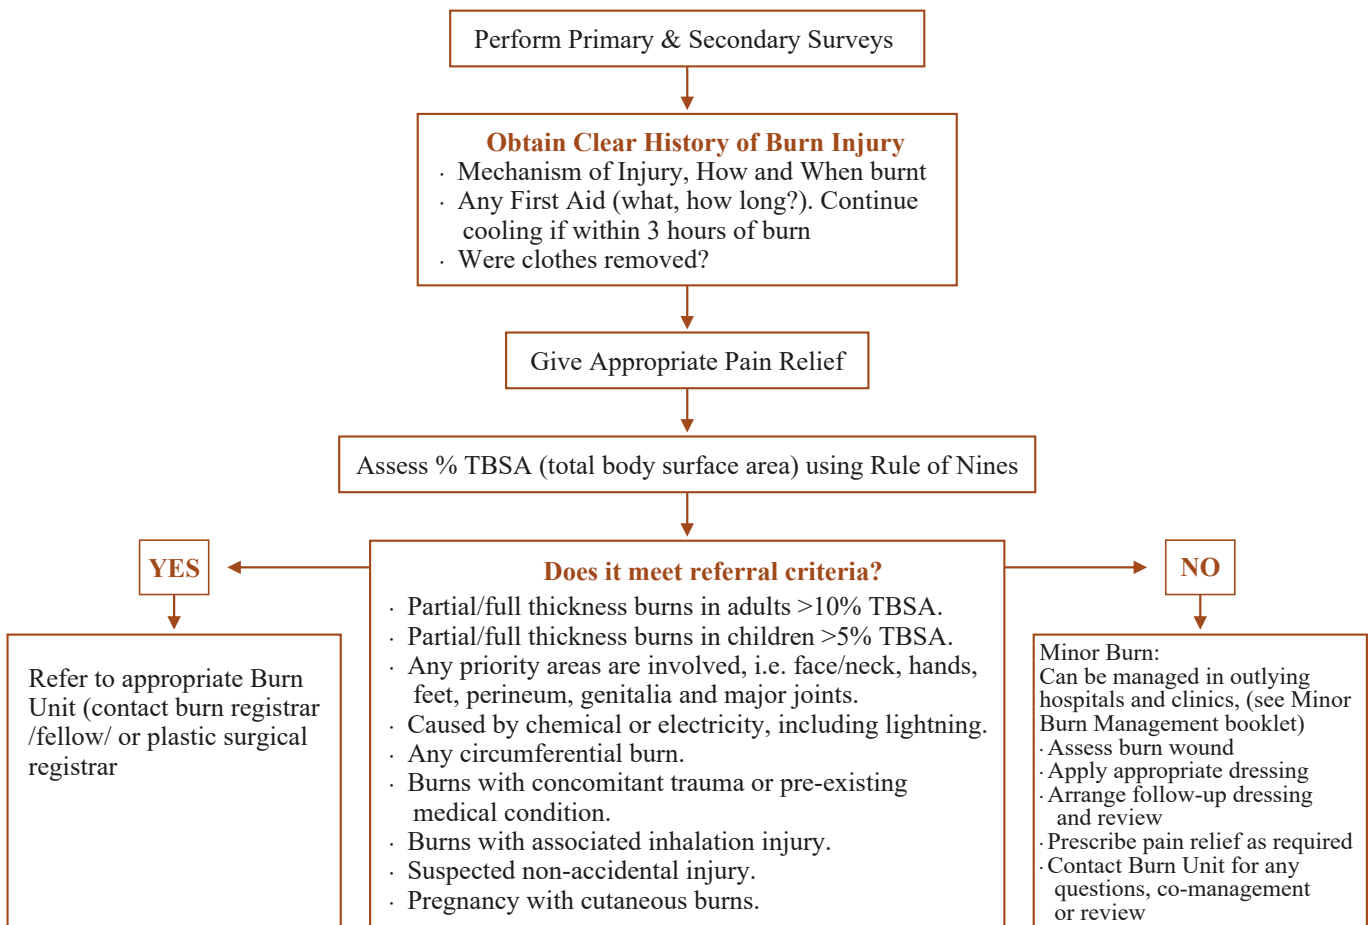 Perform Primary & Secondary Surveys
Obtain Clear History of Burn Injury
· Mechanism of Injury, How and When burnt
· Any First Aid (what, how long?). Continue
cooling if within 3 hours of burn
· Were clothes removed?
Give Appropriate Pain Relief
Assess % TBSA (total body surface area) using Rule of Nines
YES
Refer to appropriate Burn
Unit (contact burn registrar
/fellow/ or plastic surgical
registrar
Does it meet referral criteria?
· Partial/full thickness burns in adults >10% TBSA.
· Partial/full thickness burns in children >5% TBSA.
· Any priority areas are involved, i.e. face/neck, hands,
feet, perineum, genitalia and major joints.
· Caused by chemical or electricity, including lightning.
· Any circumferential burn.
· Burns with concomitant trauma or pre-existing
medical condition.
· Burns with associated inhalation injury.
· Suspected non-accidental injury.
· Pregnancy with cutaneous burns.
NO
Minor Burn:
Can be managed in outlying
hospitals and clinics, (see Minor
Burn Management booklet)
· Assess burn wound
· Apply appropriate dressing
· Arrange follow-up dressing
and review
· Prescribe pain relief as required
· Contact Burn Unit for any
questions, co-management
or review